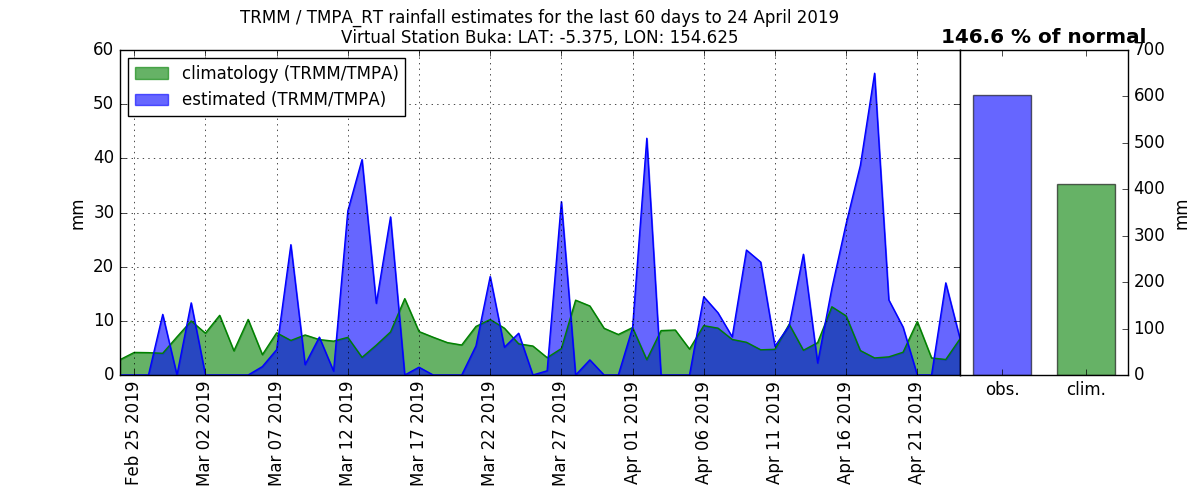 TRMM / TMPA_RT rainfall estimates for the last 60 days to 24 April 2019
Virtual Station Buka: LAT: -5.375, LON: 154.625
146.6 % of normal
climatology (TRMM/TMPA)
estimated (TRMM/TMPA)
mm
60
50
40
30
20
10
0
Feb 25 2019
Mar 02 2019
Mar 07 2019
Mar 12 2019
Mar 17 2019
Mar 22 2019
Mar 27 2019
Apr 01 2019
Apr 06 2019
Apr 11 2019
Apr 16 2019
Apr 21 2019
obs.
clim.
700
600
500
400
300
200
100
0
mm